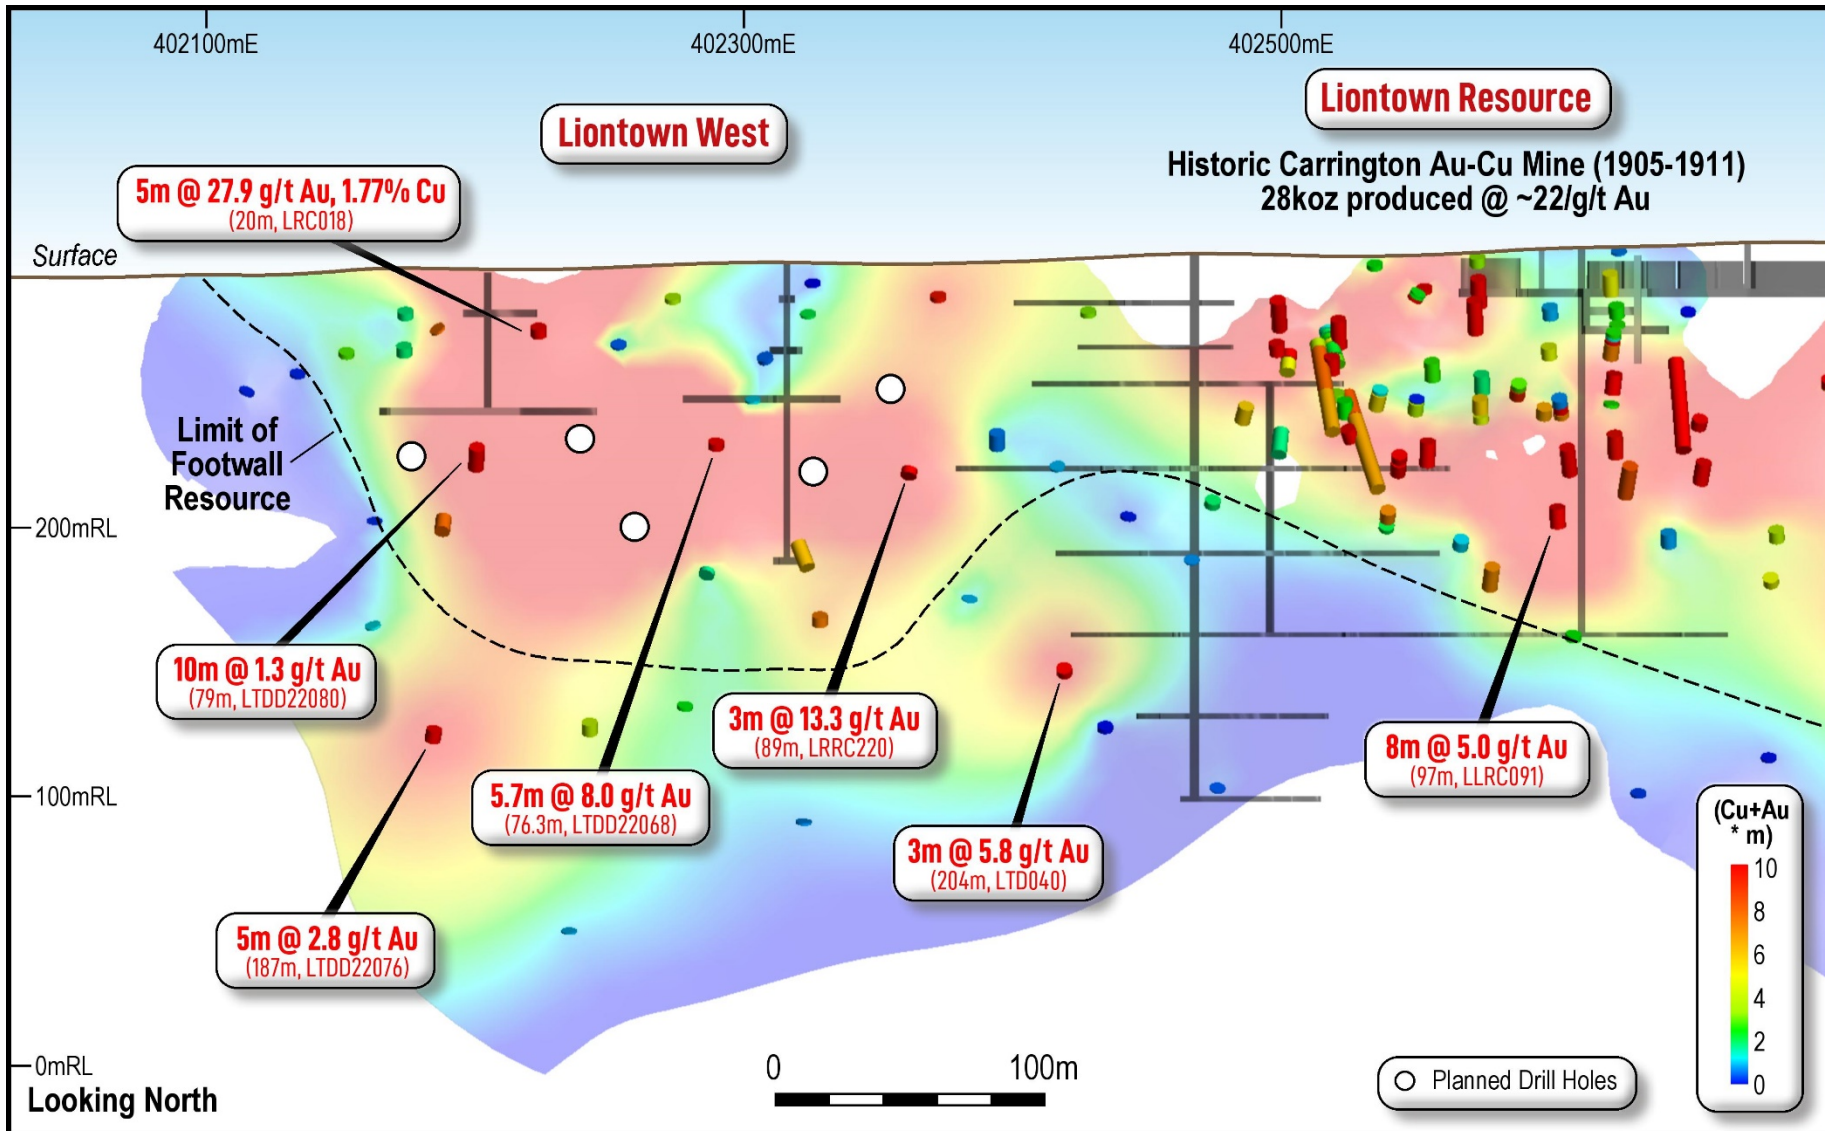 402100mE
402300mE
402500mE
Liontown West
Liontown Resource
Historic Carrington Au-Cu Mine (1905-1911)
28koz produced @ ~22/g/t Au
5m @ 27.9 g/t Au, 1.77% Cu
(20m, LRC018)
Surface
Limit of
Footwall
Resource
200mRL
10m @ 1.3 g/t Au
(79m, LTDD22080)
3m @ 13.3 g/t Au
(89m, LRRC220)
8m @ 5.0 g/t Au
(97m, LLRC091)
5.7m @ 8.0 g/t Au
(76.3m, LTDD22068)
100mRL
3m @ 5.8 g/t Au
(204m, LTD040)
5m @ 2.8 g/t Au
(187m, LTDD22076)
(Cu+Au
* m)
10
8
6
4
2
0
0mRL
Looking North
0 100m
Planned Drill Holes